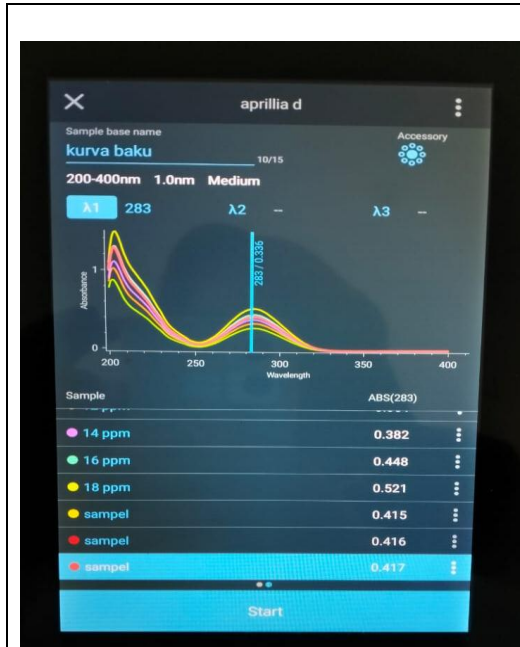 aprillia d
Sample base name
Accessory
kurva baku
10/15
200-400nm 1.0nm Medium
λ1 283 λ2 -- λ3 --
Absorbance
1
0
283 / 0.336
200 250 300 350 400
Wavelength
Sample ABS(283)
14 ppm 0.382
16 ppm 0.448
18 ppm 0.521
sampel 0.415
sampel 0.416
sampel 0.417
Start